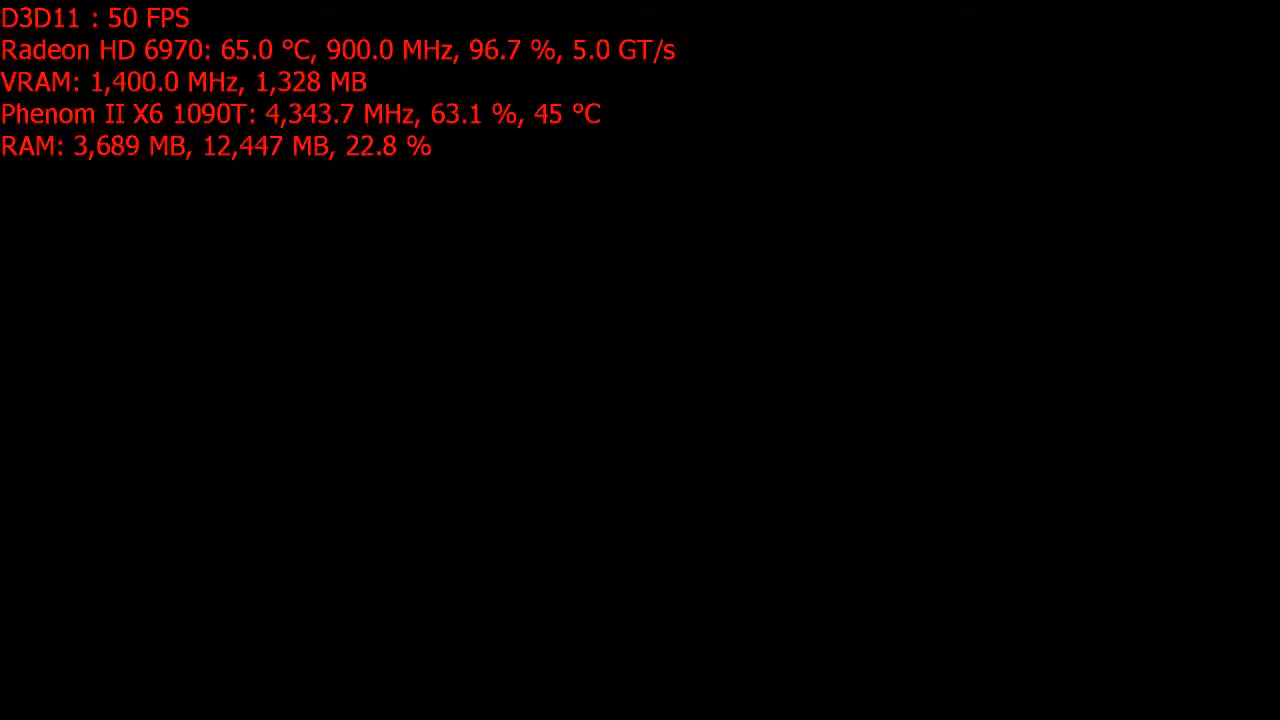 D3D11 : 50 FPS
Radeon HD 6970: 65.0 °C, 900.0 MHz, 96.7 %, 5.0 GT/s
VRAM: 1,400.0 MHz, 1,328 MB
Phenom II X6 1090T: 4,343.7 MHz, 63.1 %, 45 °C
RAM: 3,689 MB, 12,447 MB, 22.8 %